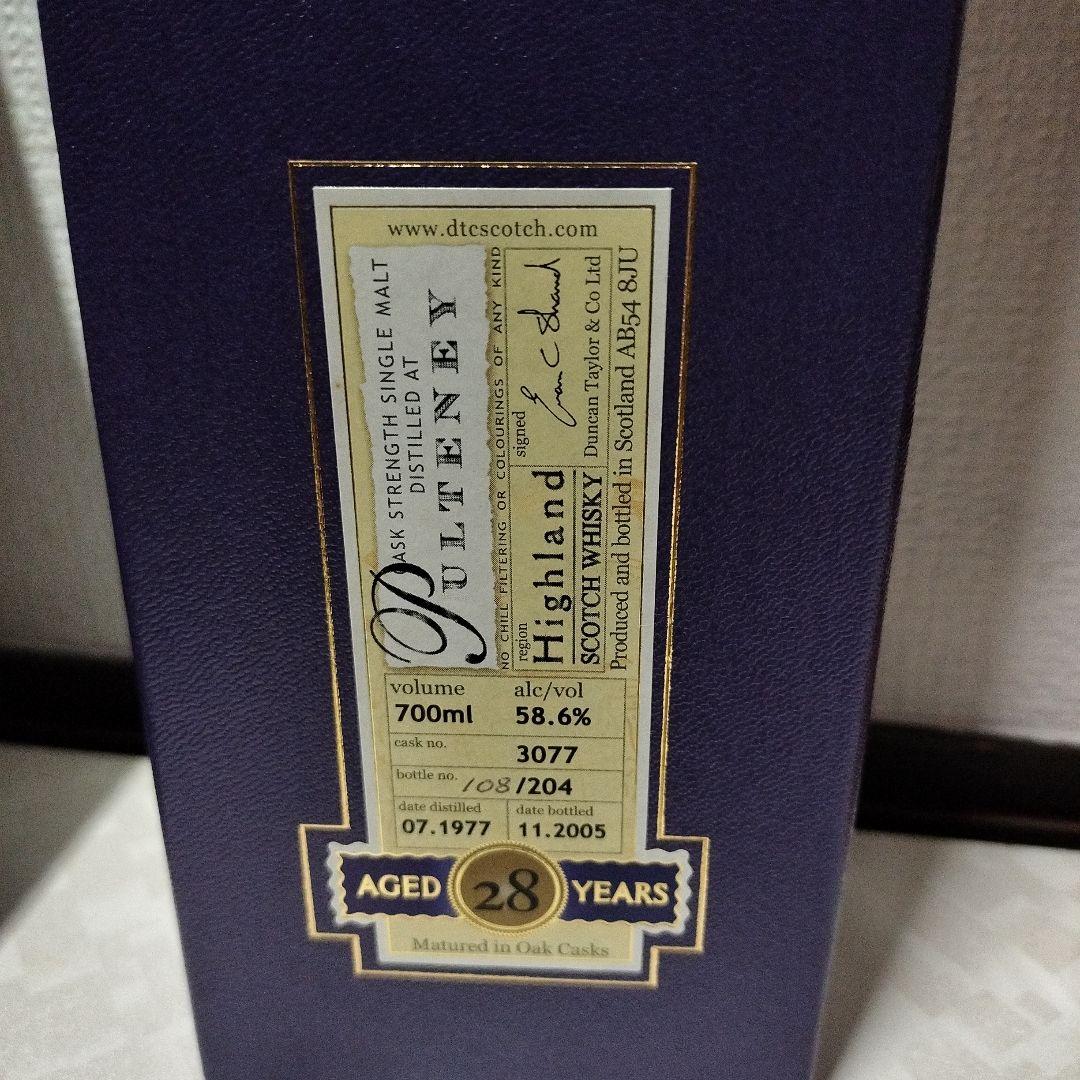 www.dtcscotch.com
ASK STRENGTH SINGLE MALT
DISTILLED AT
PULTENEY
NO CHILL FILTERING OR COLOURINGS OF ANY KIND
region
Highland
SCOTCH WHISKY
signed
Euan C Shand
Duncan Taylor & Co Ltd
Produced and bottled in Scotland AB54 8JU
volume
700ml
alc/vol
58.6%
cask no.
3077
bottle no. 108/204
date distilled
07.1977
date bottled
11.2005
AGED 28 YEARS
Matured in Oak Casks